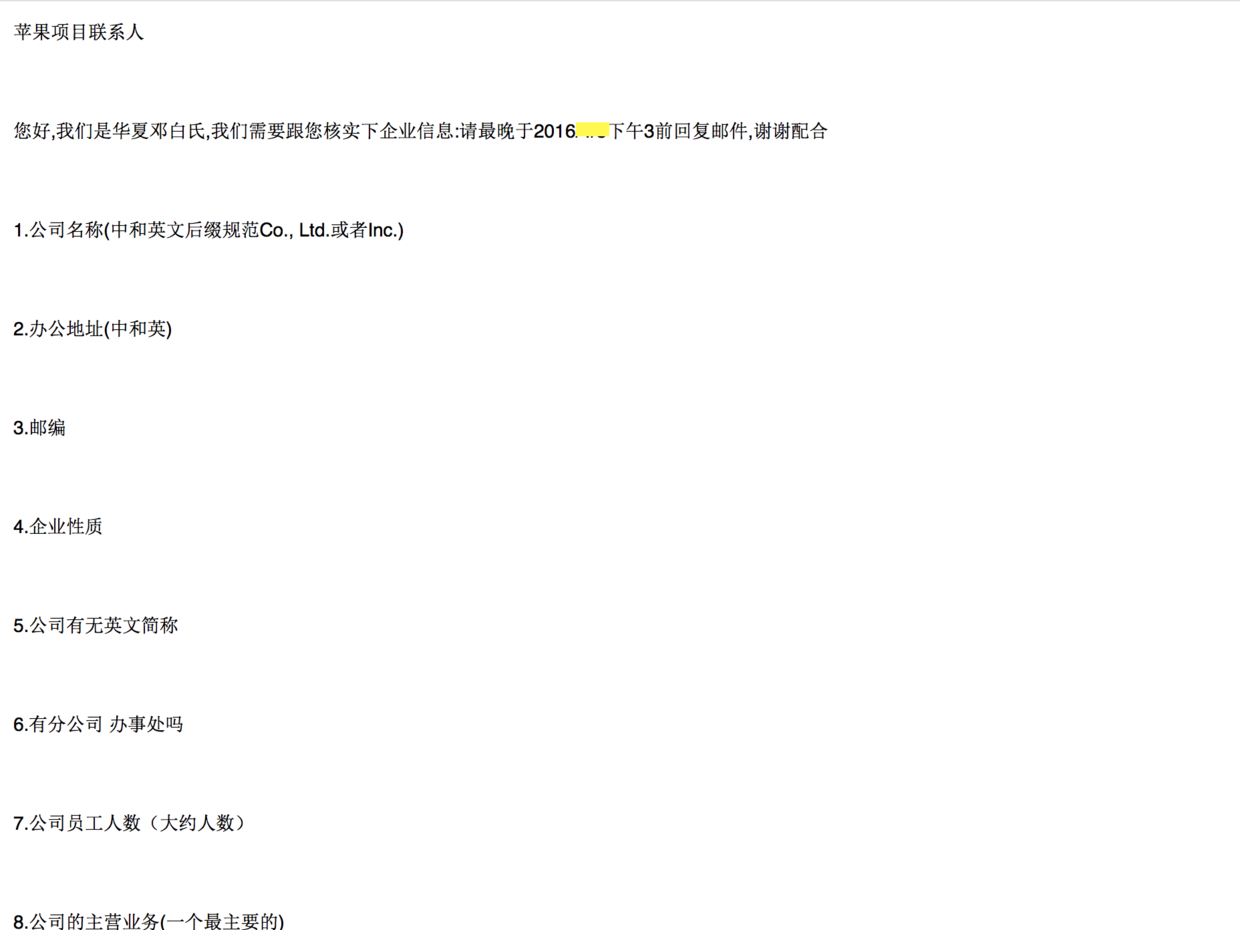 苹果项目联系人
您好,我们是华夏邓白氏,我们需要跟您核实下企业信息:请最晚于2016下午3前回复邮件,谢谢配合
1.公司名称(中和英文后缀规范Co., Ltd.或者Inc.)
2.办公地址(中和英)
3.邮编
4.企业性质
5.公司有无英文简称
6.有分公司 办事处吗
7.公司员工人数（大约人数）
8.公司的主营业务(一个最主要的)